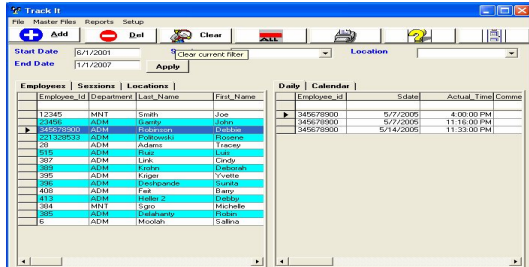 Track It
File Master Files Reports Setup
Add Del Clear ALL
Start Date 6/1/2001 S Clear current filter Location
End Date 1/1/2007 Apply
Employees Sessions Locations Daily Calendar
Employee_Id Department Last_Name First_Name Employee_id Sdate Actual_Time Comme
12345 MNT Smith Joe 345678900 5/7/2005 4:00:00 PM
23456 ADM Garrity John 345678900 5/7/2005 11:16:00 PM
345678900 ADM Robinson Debbie 345678900 5/14/2005 11:33:00 PM
221328533 ADM Politowski Rosene
28 ADM Adams Tracey
515 ADM Ruiz Luis
387 ADM Link Cindy
389 ADM Krohn Deborah
395 ADM Kriger Yvette
396 ADM Deshpande Sunita
408 ADM Feit Barry
413 ADM Heller 2 Debby
384 MNT Sgro Michelle
385 ADM Delahanty Robin
6 ADM Moolah Sallina